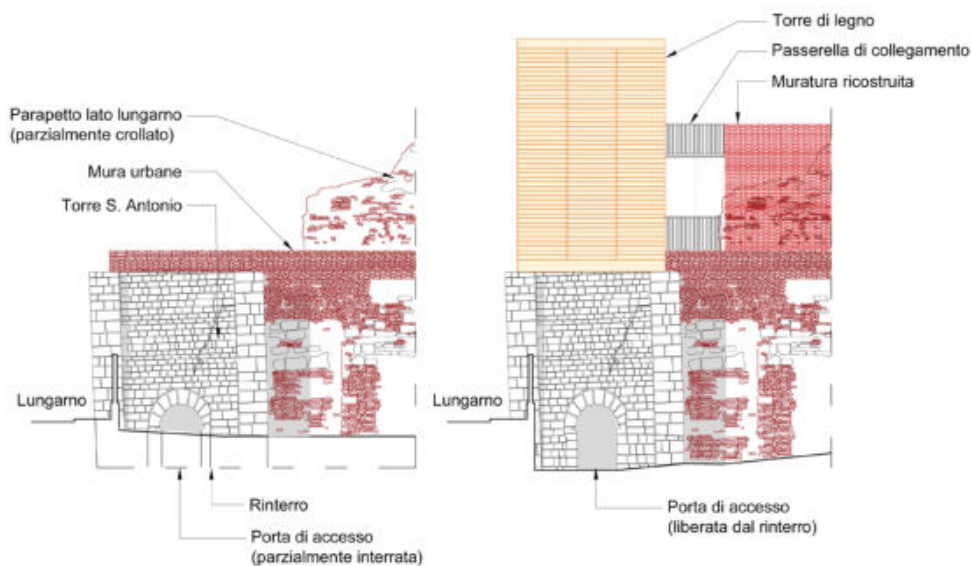 Parapetto lato lungarno
(parzialmente crollato)
Mura urbane
Torre S. Antonio
Lungarno
Rinterro
Porta di accesso
(parzialmente interrata)
Torre di legno
Passerella di collegamento
Muratura ricostruita
Lungarno
Porta di accesso
(liberata dal rinterro)